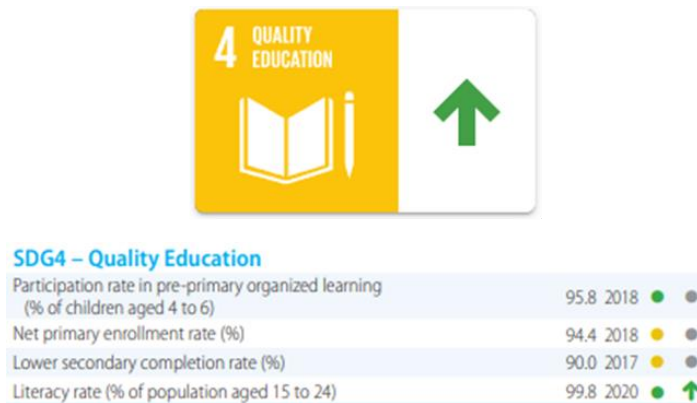 4 QUALITY
EDUCATION
SDG4 – Quality Education
Participation rate in pre-primary organized learning
(% of children aged 4 to 6) 95.8 2018
Net primary enrollment rate (%) 94.4 2018
Lower secondary completion rate (%) 90.0 2017
Literacy rate (% of population aged 15 to 24) 99.8 2020